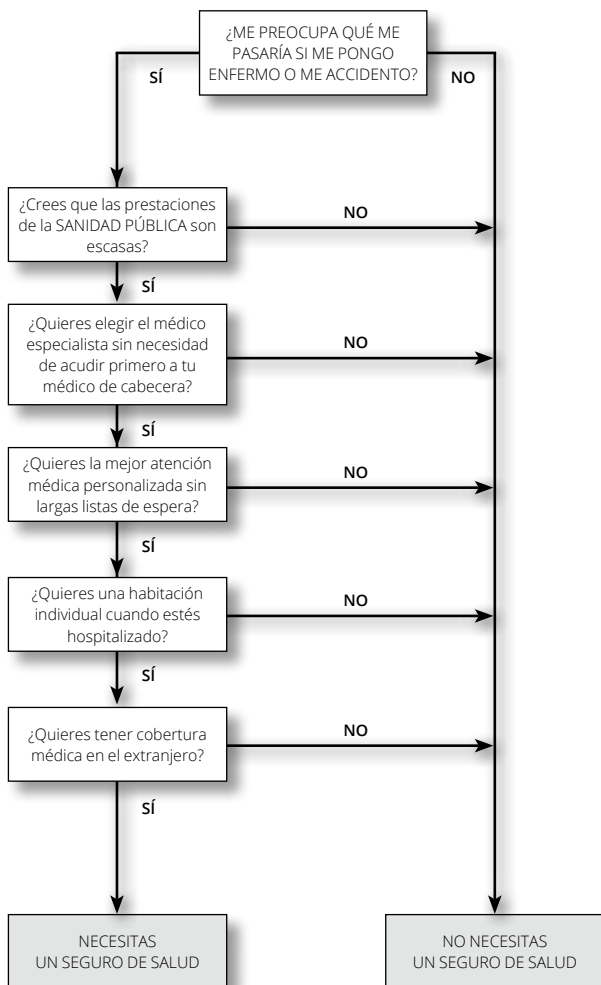 ¿ME PREOCUPA QUÉ ME
PASARÍA SI ME PONGO
ENFERMO O ME ACCIDENTO?
SÍ
NO
¿Crees que las prestaciones
de la SANIDAD PÚBLICA son
escasas?
NO
SÍ
¿Quieres elegir el médico
especialista sin necesidad
de acudir primero a tu
médico de cabecera?
NO
SÍ
¿Quieres la mejor atención
médica personalizada sin
largas listas de espera?
NO
SÍ
¿Quieres una habitación
individual cuando estés
hospitalizado?
NO
SÍ
¿Quieres tener cobertura
médica en el extranjero?
NO
SÍ
NECESITAS
UN SEGURO DE SALUD
NO NECESITAS
UN SEGURO DE SALUD